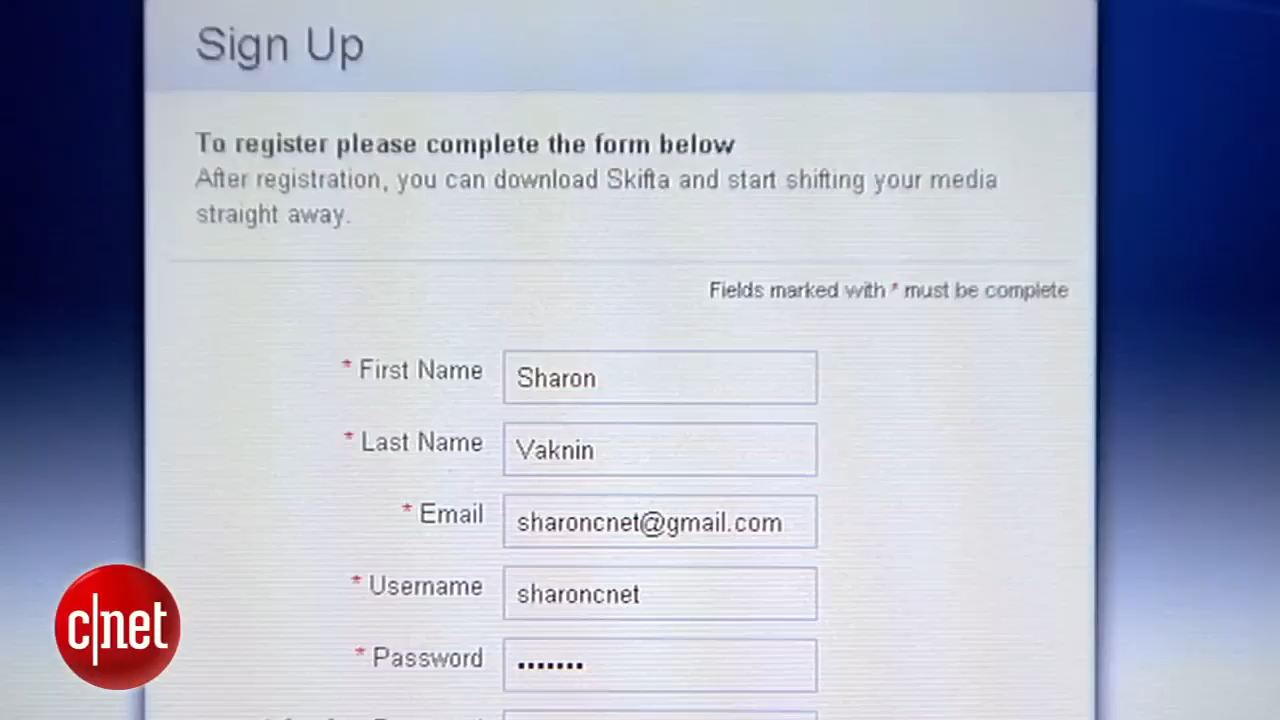 Sign Up
To register please complete the form below
After registration, you can download Skifta and start shifting your media
straight away.
Fields marked with * must be complete
* First Name Sharon
* Last Name Vaknin
* Email sharoncnet@gmail.com
* Username sharoncnet
* Password •••••••
c|net